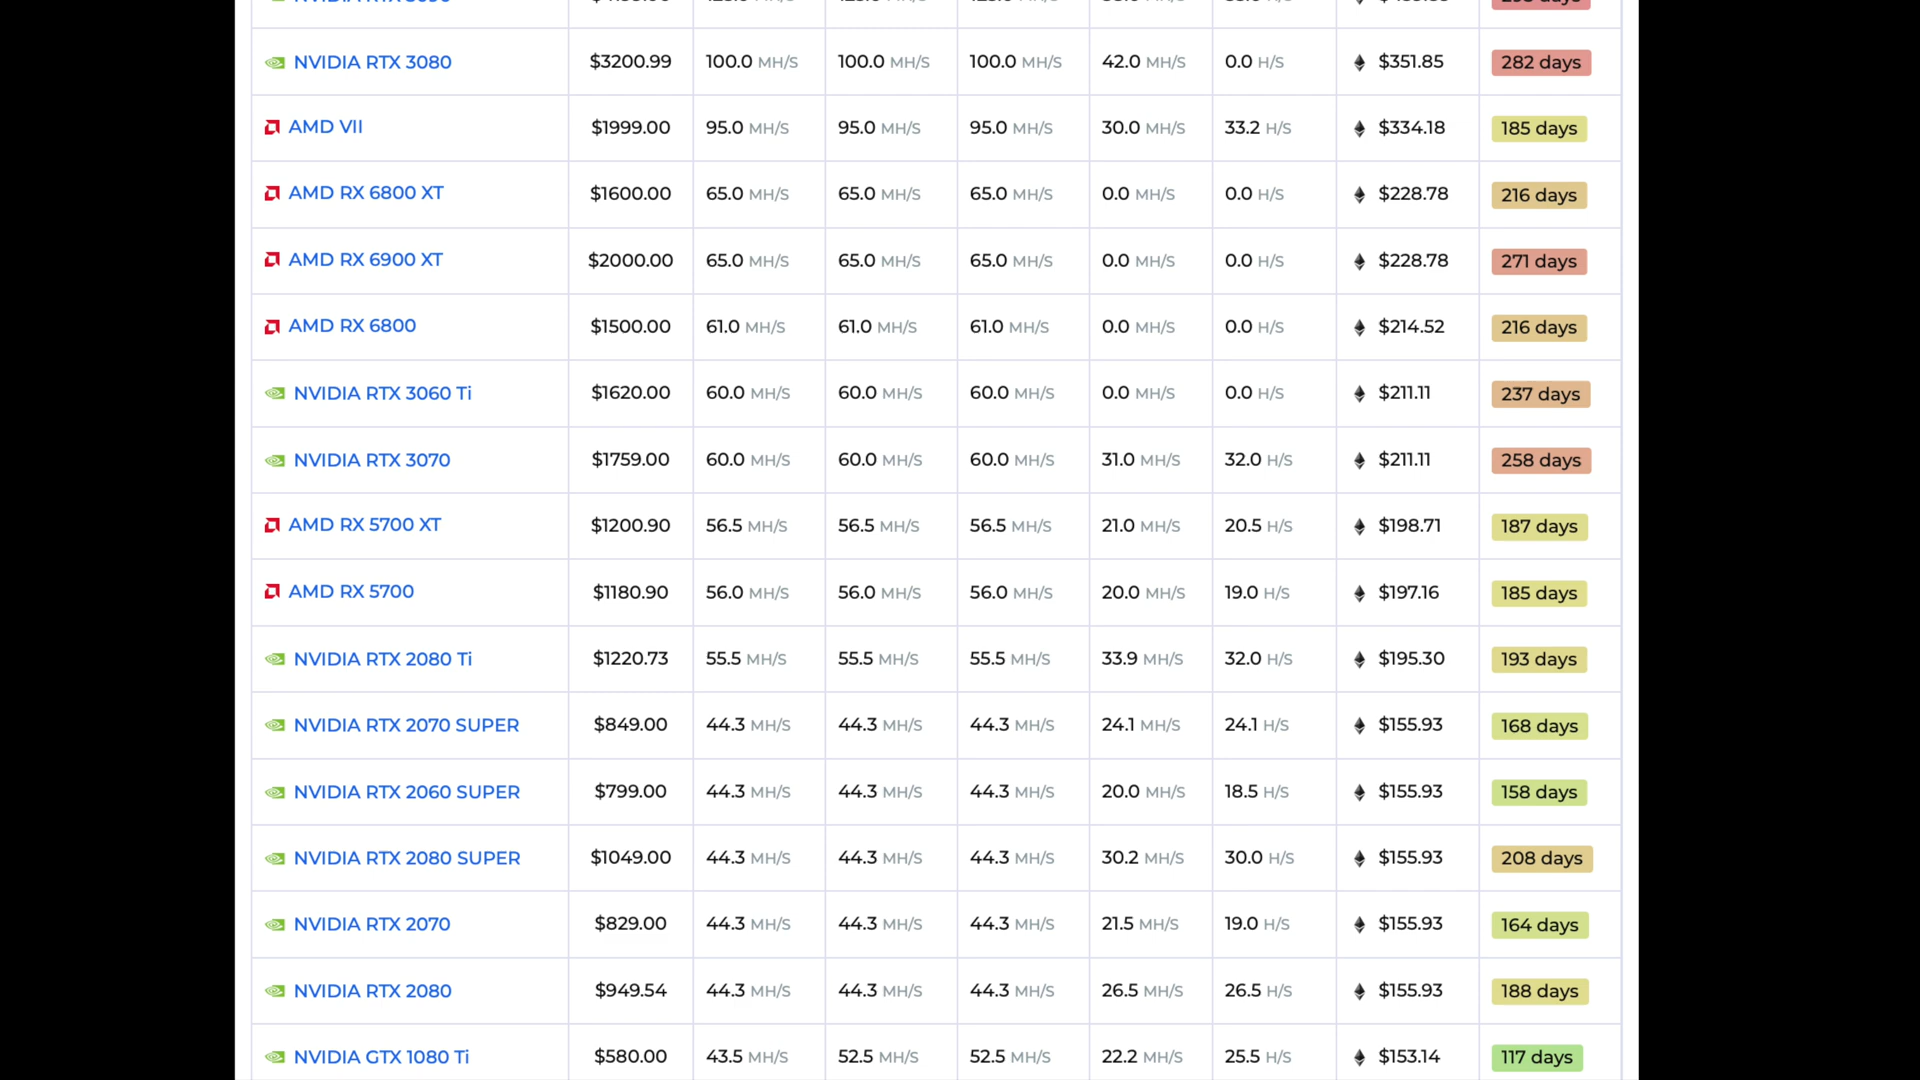 NVIDIA RTX 3080 $3200.99 100.0 MH/S 100.0 MH/S 100.0 MH/S 42.0 MH/S 0.0 H/S $351.85 282 days
AMD VII $1999.00 95.0 MH/S 95.0 MH/S 95.0 MH/S 30.0 MH/S 33.2 H/S $334.18 185 days
AMD RX 6800 XT $1600.00 65.0 MH/S 65.0 MH/S 65.0 MH/S 0.0 MH/S 0.0 H/S $228.78 216 days
AMD RX 6900 XT $2000.00 65.0 MH/S 65.0 MH/S 65.0 MH/S 0.0 MH/S 0.0 H/S $228.78 271 days
AMD RX 6800 $1500.00 61.0 MH/S 61.0 MH/S 61.0 MH/S 0.0 MH/S 0.0 H/S $214.52 216 days
NVIDIA RTX 3060 Ti $1620.00 60.0 MH/S 60.0 MH/S 60.0 MH/S 0.0 MH/S 0.0 H/S $211.11 237 days
NVIDIA RTX 3070 $1759.00 60.0 MH/S 60.0 MH/S 60.0 MH/S 31.0 MH/S 32.0 H/S $211.11 258 days
AMD RX 5700 XT $1200.90 56.5 MH/S 56.5 MH/S 56.5 MH/S 21.0 MH/S 20.5 H/S $198.71 187 days
AMD RX 5700 $1180.90 56.0 MH/S 56.0 MH/S 56.0 MH/S 20.0 MH/S 19.0 H/S $197.16 185 days
NVIDIA RTX 2080 Ti $1220.73 55.5 MH/S 55.5 MH/S 55.5 MH/S 33.9 MH/S 32.0 H/S $195.30 193 days
NVIDIA RTX 2070 SUPER $849.00 44.3 MH/S 44.3 MH/S 44.3 MH/S 24.1 MH/S 24.1 H/S $155.93 168 days
NVIDIA RTX 2060 SUPER $799.00 44.3 MH/S 44.3 MH/S 44.3 MH/S 20.0 MH/S 18.5 H/S $155.93 158 days
NVIDIA RTX 2080 SUPER $1049.00 44.3 MH/S 44.3 MH/S 44.3 MH/S 30.2 MH/S 30.0 H/S $155.93 208 days
NVIDIA RTX 2070 $829.00 44.3 MH/S 44.3 MH/S 44.3 MH/S 21.5 MH/S 19.0 H/S $155.93 164 days
NVIDIA RTX 2080 $949.54 44.3 MH/S 44.3 MH/S 44.3 MH/S 26.5 MH/S 26.5 H/S $155.93 188 days
NVIDIA GTX 1080 Ti $580.00 43.5 MH/S 52.5 MH/S 52.5 MH/S 22.2 MH/S 25.5 H/S $153.14 117 days